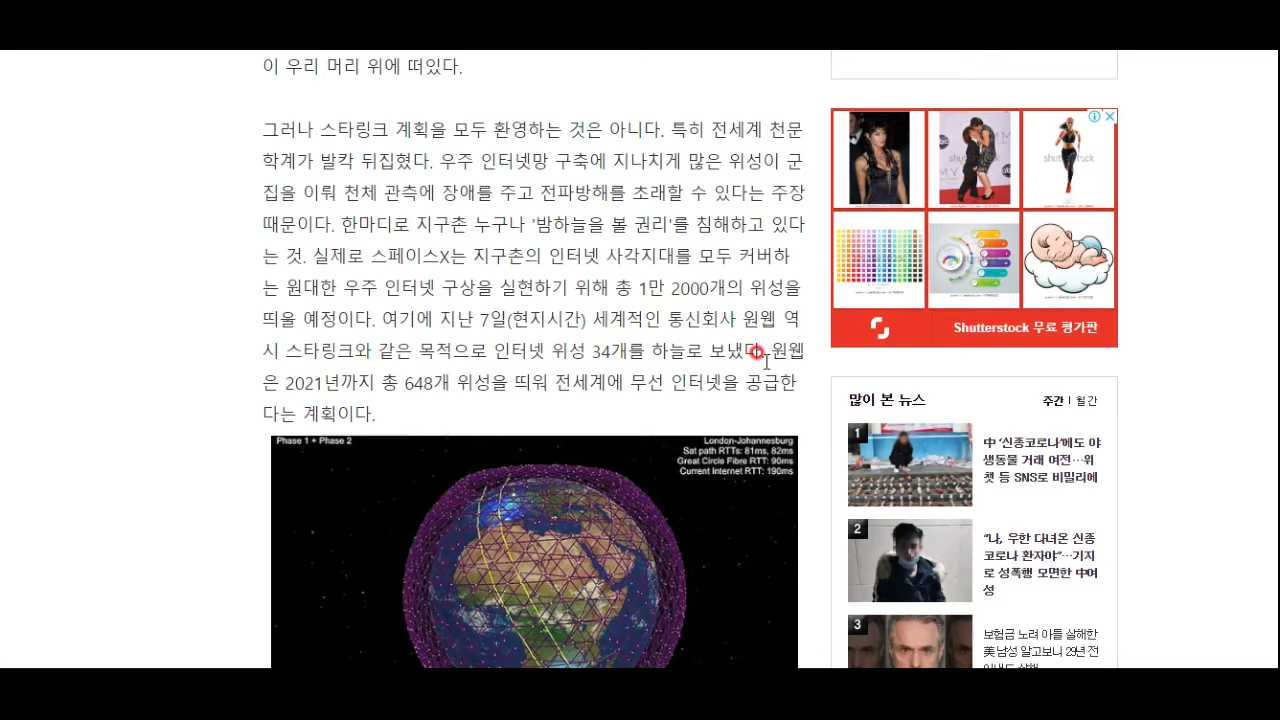 이 우리 머리 위에 떠있다.
그러나 스타링크 계획을 모두 환영하는 것은 아니다. 특히 전세계 천문
학계가 발칵 뒤집혔다. 우주 인터넷망 구축에 지나치게 많은 위성이 군
집을 이뤄 천체 관측에 장애를 주고 전파방해를 초래할 수 있다는 주장
때문이다. 한마디로 지구촌 누구나 '밤하늘을 볼 권리'를 침해하고 있다
는 것. 실제로 스페이스X는 지구촌의 인터넷 사각지대를 모두 커버하
는 원대한 우주 인터넷 구상을 실현하기 위해 총 1만 2000개의 위성을
띄울 예정이다. 여기에 지난 7일(현지시간) 세계적인 통신회사 원웹 역
시 스타링크와 같은 목적으로 인터넷 위성 34개를 하늘로 보냈다. 원웹
은 2021년까지 총 648개 위성을 띄워 전세계에 무선 인터넷을 공급한
다는 계획이다.
Phase 1 + Phase 2
London-Johannesburg
Sat path RTTs: 81ms, 82ms
Great Circle Fibre RTT: 90ms
Current Internet RTT: 190ms
shutterstock
shutterstock
Shutterstock 무료 평가판
많이 본 뉴스
주간 | 월간
1
中 ‘신종코로나’에도 야
생동물 거래 여전…위
챗 등 SNS로 비밀리에
2
“나, 우한 다녀온 신종
코로나 환자야”…기지
로 성폭행 모면한 中여
성
3
보험금 노려 아들 살해한
美 남성 알고보니 29년 전